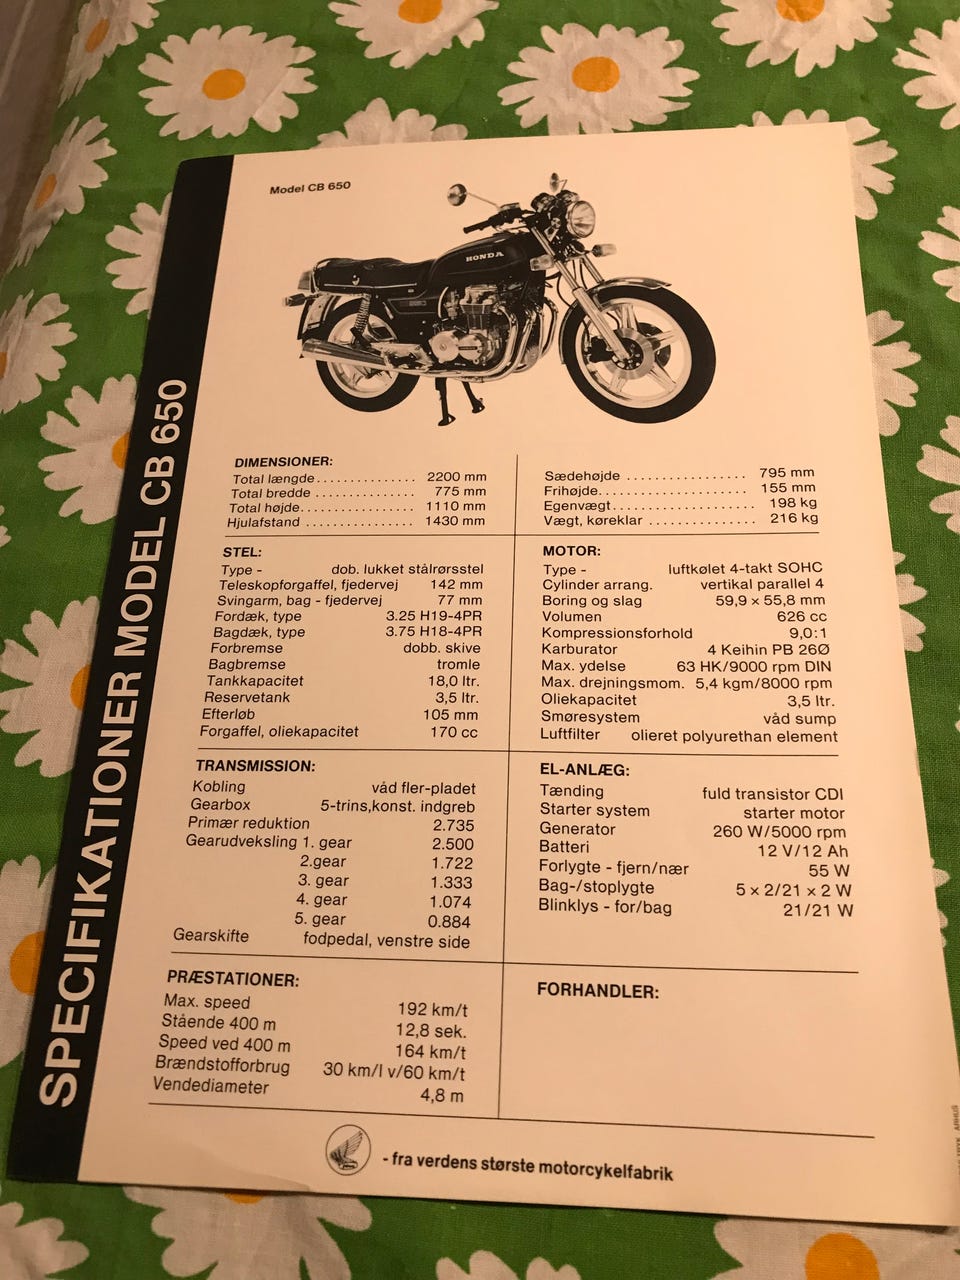 SPECIFIKATIONER MODEL CB 650
Model CB 650
HONDA
DIMENSIONER:
Total længde .............. 2200 mm
Total bredde .............. 775 mm
Total højde ................ 1110 mm
Hjulafstand ................ 1430 mm
Sædehøjde ................. 795 mm
Frihøjde ..................... 155 mm
Egenvægt .................... 198 kg
Vægt, køreklar ............... 216 kg
STEL:
Type - dob. lukket stålrørsstel
Teleskopforgaffel, fjedervej 142 mm
Svingarm, bag - fjedervej 77 mm
Fordæk, type 3.25 H19-4PR
Bagdæk, type 3.75 H18-4PR
Forbremse dobb. skive
Bagbremse tromle
Tankkapacitet 18,0 ltr.
Reservetank 3,5 ltr.
Efterløb 105 mm
Forgaffel, oliekapacitet 170 cc
MOTOR:
Type - luftkølet 4-takt SOHC
Cylinder arrang. vertikal parallel 4
Boring og slag 59,9 × 55,8 mm
Volumen 626 cc
Kompressionsforhold 9,0:1
Karburator 4 Keihin PB 26Ø
Max. ydelse 63 HK/9000 rpm DIN
Max. drejningsmom. 5,4 kgm/8000 rpm
Oliekapacitet 3,5 ltr.
Smøresystem våd sump
Luftfilter olieret polyurethan element
TRANSMISSION:
Kobling våd fler-pladet
Gearbox 5-trins,konst. indgreb
Primær reduktion 2.735
Gearudveksling 1. gear 2.500
2.gear 1.722
3. gear 1.333
4. gear 1.074
5. gear 0.884
Gearskifte fodpedal, venstre side
EL-ANLÆG:
Tænding fuld transistor CDI
Starter system starter motor
Generator 260 W/5000 rpm
Batteri 12 V/12 Ah
Forlygte - fjern/nær 55 W
Bag-/stoplygte 5 × 2/21 × 2 W
Blinklys - for/bag 21/21 W
PRÆSTATIONER:
Max. speed 192 km/t
Stående 400 m 12,8 sek.
Speed ved 400 m 164 km/t
Brændstofforbrug 30 km/l v/60 km/t
Vendediameter 4,8 m
FORHANDLER:
- fra verdens største motorcykelfabrik